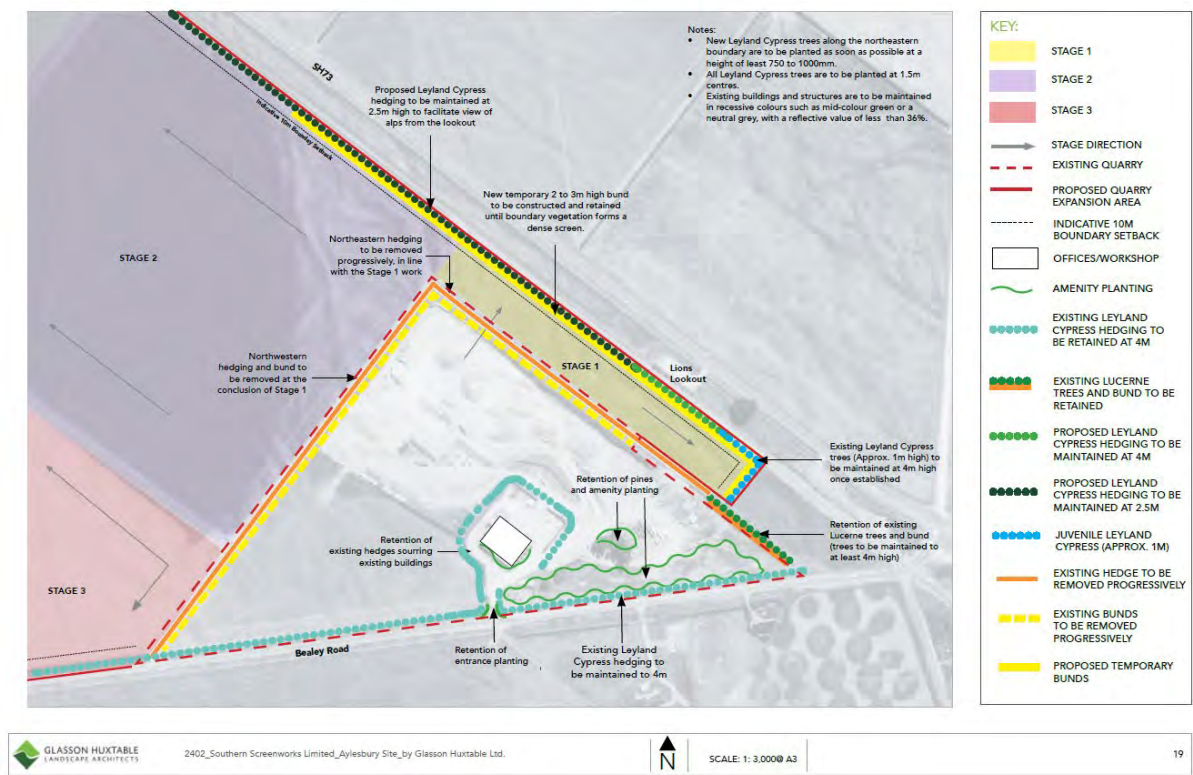 Notes:
• New Leyland Cypress trees along the northeastern
boundary are to be planted as soon as possible at a
height of least 750 to 1000mm.
• All Leyland Cypress trees are to be planted at 1.5m
centres.
• Existing buildings and structures are to be maintained
in recessive colours such as mid-colour green or a
neutral grey, with a reflective value of less than 36%.
SH73
Indicative 10m Boundary Setback
Proposed Leyland Cypress
hedging to be maintained at
2.5m high to facilitate view of
alps from the lookout
New temporary 2 to 3m high bund
to be constructed and retained
until boundary vegetation forms a
dense screen.
Northeastern hedging
to be removed
progressively, in line
with the Stage 1 work
STAGE 2
Northwestern
hedging and bund to
be removed at the
conclusion of Stage 1
STAGE 1
Lions
Lookout
Existing Leyland Cypress
trees (Approx. 1m high) to
be maintained at 4m high
once established
Retention of pines
and amenity planting
Retention of existing
Lucerne trees and bund
(trees to be maintained to
at least 4m high)
Retention of
existing hedges sourring
existing buildings
STAGE 3
Bealey Road
Retention of
entrance planting
Existing Leyland
Cypress hedging to
be maintained to 4m
KEY:
STAGE 1
STAGE 2
STAGE 3
STAGE DIRECTION
EXISTING QUARRY
PROPOSED QUARRY
EXPANSION AREA
INDICATIVE 10M
BOUNDARY SETBACK
OFFICES/WORKSHOP
AMENITY PLANTING
EXISTING LEYLAND
CYPRESS HEDGING TO
BE RETAINED AT 4M
EXISTING LUCERNE
TREES AND BUND TO BE
RETAINED
PROPOSED LEYLAND
CYPRESS HEDGING TO BE
MAINTAINED AT 4M
PROPOSED LEYLAND
CYPRESS HEDGING TO BE
MAINTAINED AT 2.5M
JUVENILE LEYLAND
CYPRESS (APPROX. 1M)
EXISTING HEDGE TO BE
REMOVED PROGRESSIVELY
EXISTING BUNDS
TO BE REMOVED
PROGRESSIVELY
PROPOSED TEMPORARY
BUNDS
GLASSON HUXTABLE
LANDSCAPE ARCHITECTS
2402_Southern Screenworks Limited_Aylesbury Site_by Glasson Huxtable Ltd.
N
SCALE: 1: 3,000@ A3
19